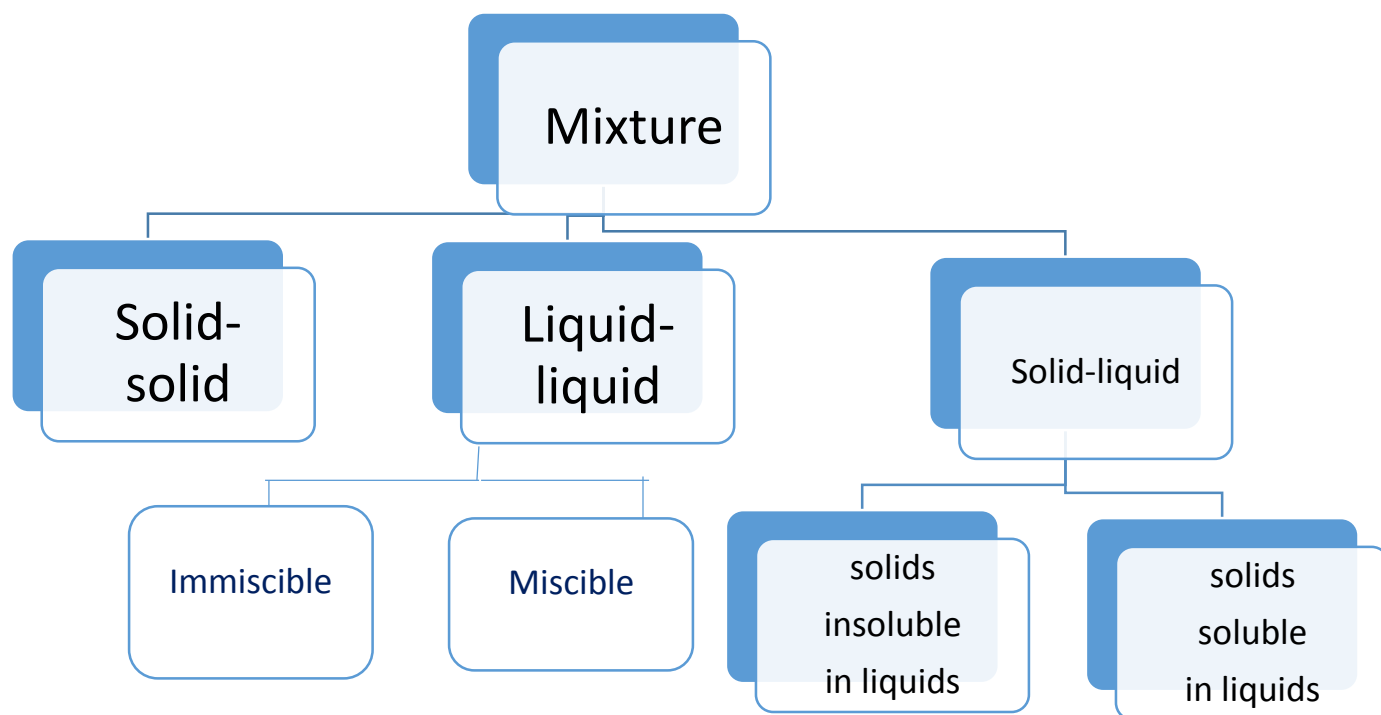 Mixture
Solid-
solid
Liquid-
liquid
Solid-liquid
Immiscible
Miscible
solids
insoluble
in liquids
solids
soluble
in liquids